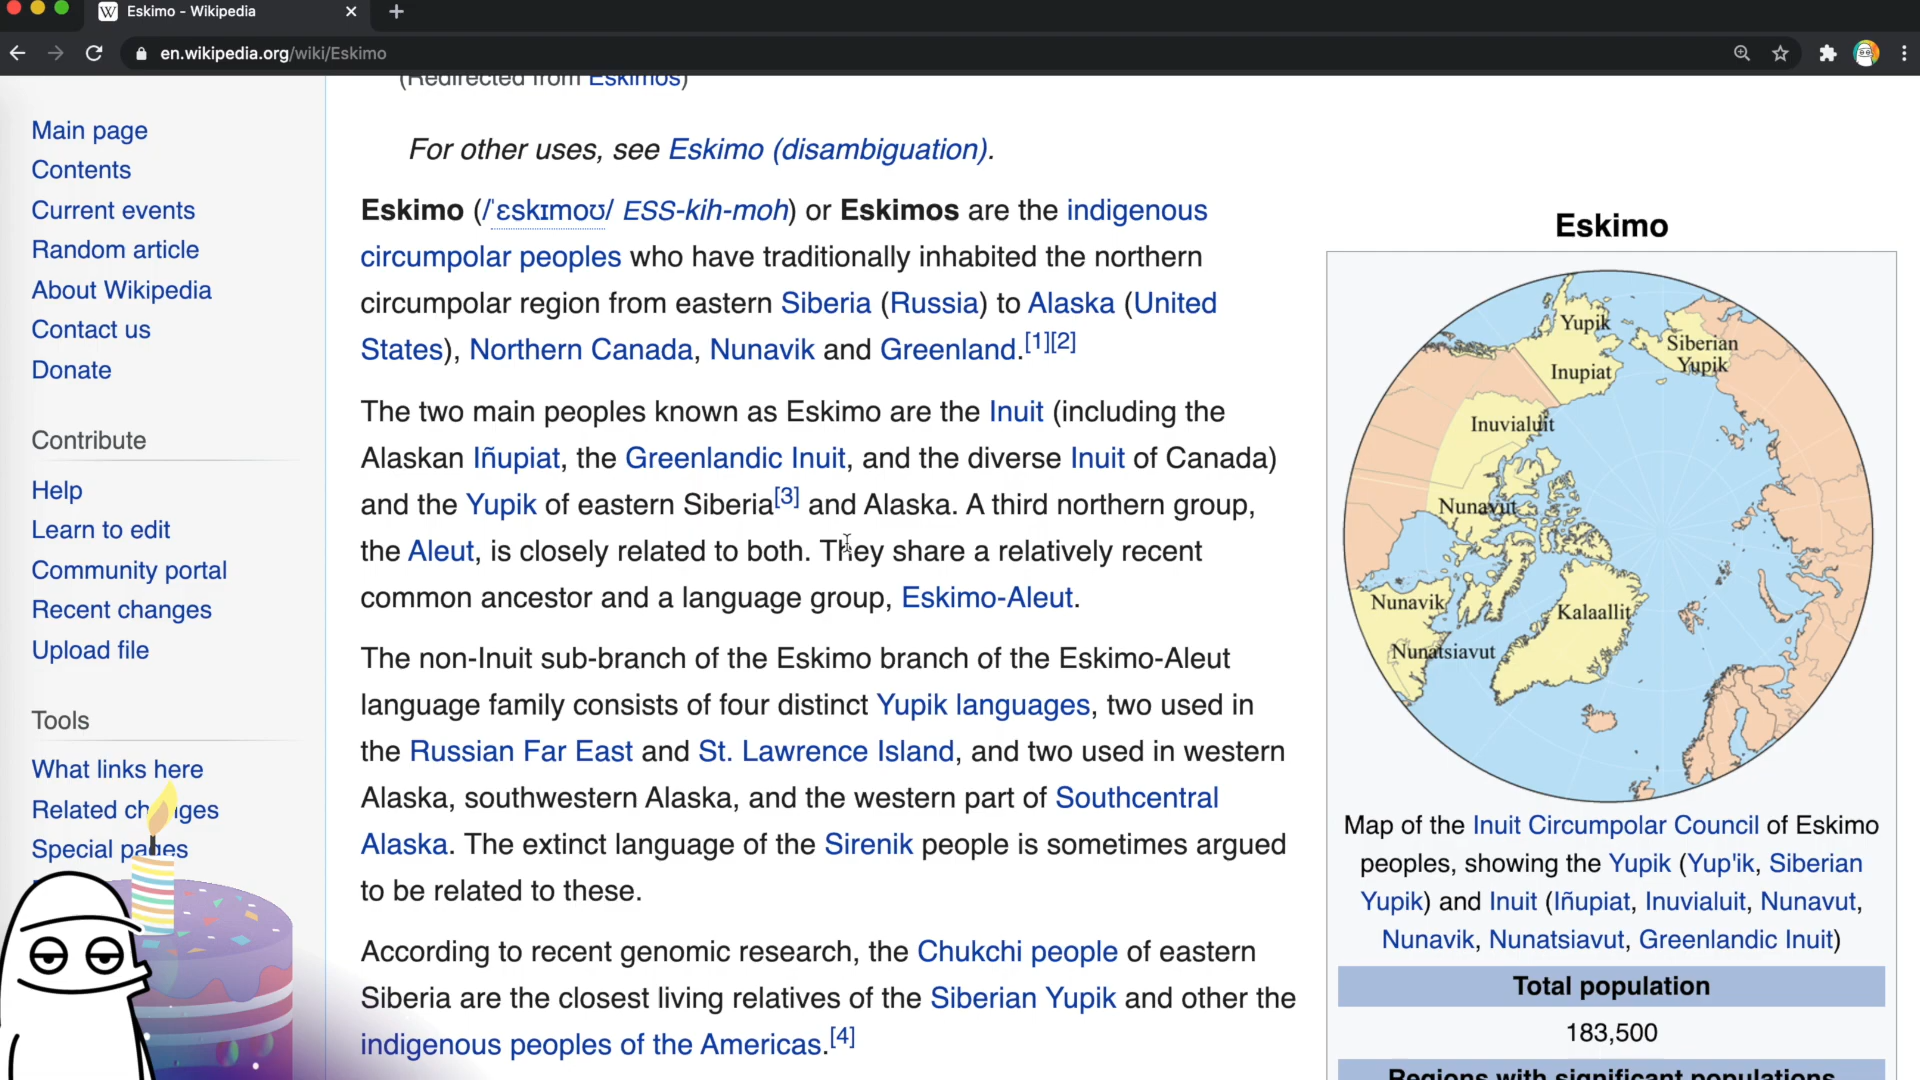 Eskimo - Wikipedia
en.wikipedia.org/wiki/Eskimo
(Redirected from Eskimos)
Main page
Contents
Current events
Random article
About Wikipedia
Contact us
Donate
Contribute
Help
Learn to edit
Community portal
Recent changes
Upload file
Tools
What links here
Related changes
Special pages
For other uses, see Eskimo (disambiguation).
Eskimo (/ˈɛskɪmoʊ/ ESS-kih-moh) or Eskimos are the indigenous
circumpolar peoples who have traditionally inhabited the northern
circumpolar region from eastern Siberia (Russia) to Alaska (United
States), Northern Canada, Nunavik and Greenland.[1][2]
The two main peoples known as Eskimo are the Inuit (including the
Alaskan Iñupiat, the Greenlandic Inuit, and the diverse Inuit of Canada)
and the Yupik of eastern Siberia[3] and Alaska. A third northern group,
the Aleut, is closely related to both. They share a relatively recent
common ancestor and a language group, Eskimo-Aleut.
The non-Inuit sub-branch of the Eskimo branch of the Eskimo-Aleut
language family consists of four distinct Yupik languages, two used in
the Russian Far East and St. Lawrence Island, and two used in western
Alaska, southwestern Alaska, and the western part of Southcentral
Alaska. The extinct language of the Sirenik people is sometimes argued
to be related to these.
According to recent genomic research, the Chukchi people of eastern
Siberia are the closest living relatives of the Siberian Yupik and other the
indigenous peoples of the Americas.[4]
Eskimo
Yupik
Siberian
Yupik
Inupiat
Inuvialuit
Nunavut
Nunavik
Kalaallit
Nunatsiavut
Map of the Inuit Circumpolar Council of Eskimo
peoples, showing the Yupik (Yup'ik, Siberian
Yupik) and Inuit (Iñupiat, Inuvialuit, Nunavut,
Nunavik, Nunatsiavut, Greenlandic Inuit)
Total population
183,500
Regions with significant populations